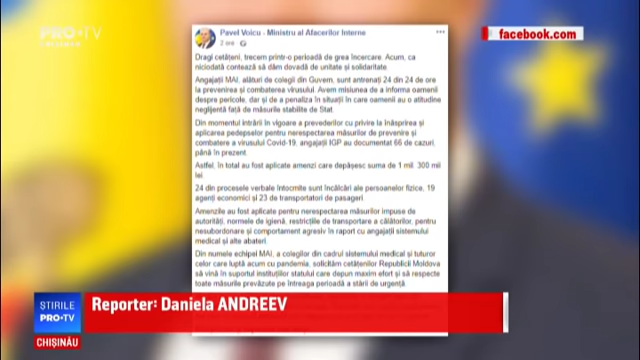 PRO TV
CHIȘINĂU
facebook.com
Pavel Voicu - Ministru al Afacerilor Interne
2 ore
Dragi cetățeni, trecem printr-o perioadă de grea încercare. Acum, ca
niciodată contează să dăm dovadă de unitate și solidaritate.
Angajații MAI, alături de colegii din Guvern, sunt antrenați 24 din 24 de ore
la prevenirea și combaterea virusului. Avem misiunea de a informa oamenii
despre pericole, dar și de a penaliza în situații în care oamenii au o atitudine
neglijentă față de măsurile stabilite de Stat.
Din momentul intrării în vigoare a prevederilor cu privire la înăsprirea și
aplicarea pedepselor pentru nerespectarea măsurilor de prevenire și
combatere a virusului Covid-19, angajații IGP au documentat 66 de cazuri,
până în prezent.
Astfel, în total au fost aplicate amenzi care depășesc suma de 1 mil. 300 mii
lei.
24 din procesele verbale întocmite sunt încălcări ale persoanelor fizice, 19
agenți economici și 23 de transportatori de pasageri.
Amenzile au fost aplicate pentru nerespectarea măsurilor impuse de
autorități, normele de igienă, restricțiile de transportare a călătorilor, pentru
nesubordonare și comportament agresiv în raport cu angajații sistemului
medical și alte abateri.
Din numele echipei MAI, a colegilor din cadrul sistemului medical și tuturor
celor care luptă acum cu pandemia, solicităm cetățenilor Republicii Moldova
să vină în suportul instituțiilor statului care depun maxim efort și să respecte
toate măsurile prevăzute pe întreaga perioadă a stării de urgență
Reporter: Daniela ANDREEV
ȘTIRILE
PRO TV
CHIȘINĂU